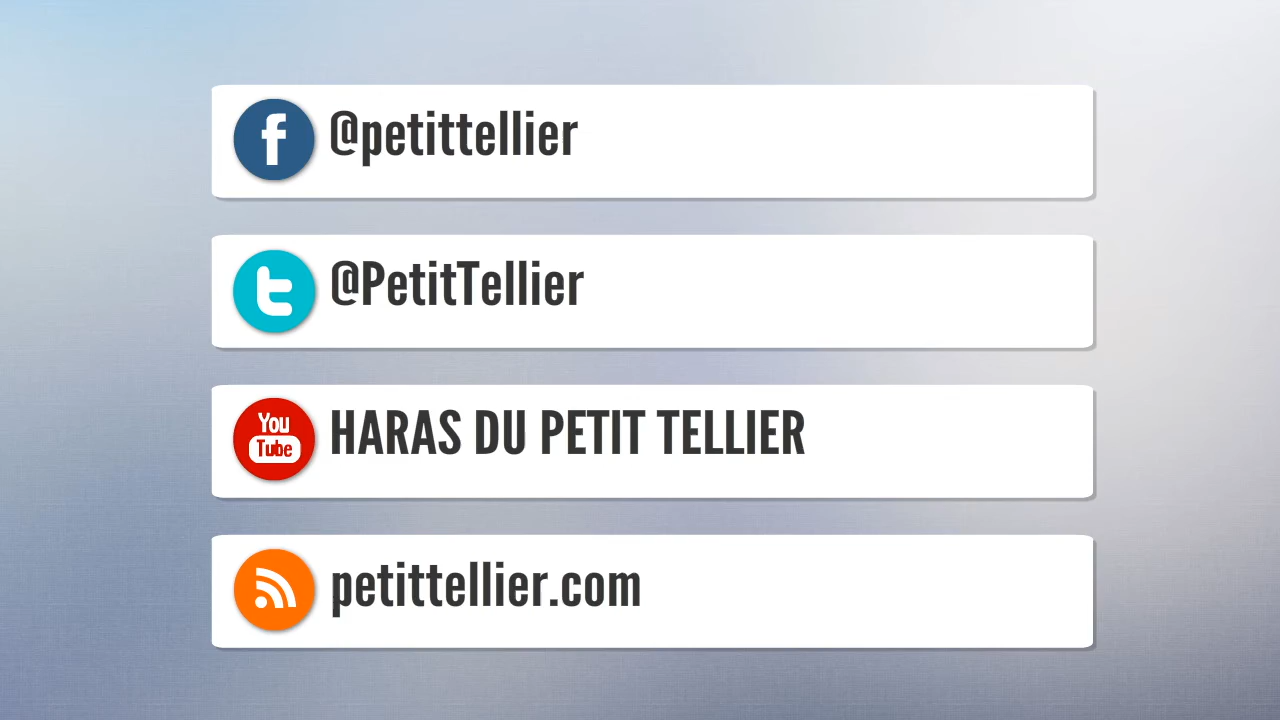 f @petittellier
t @PetitTellier
You
Tube
HARAS DU PETIT TELLIER
petittellier.com